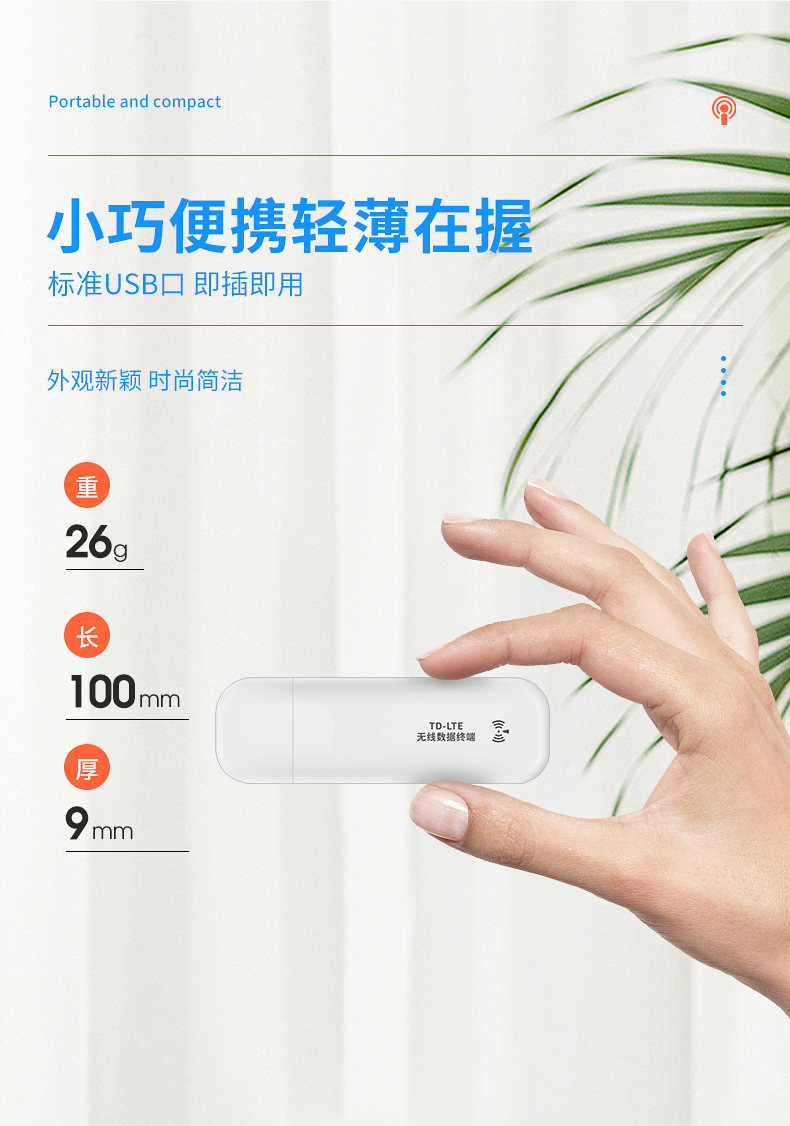 Portable and compact
小巧便携轻薄在握
标准USB口 即插即用
外观新颖 时尚简洁
重
26g
长
100mm
厚
9mm
TD-LTE
无线数据终端